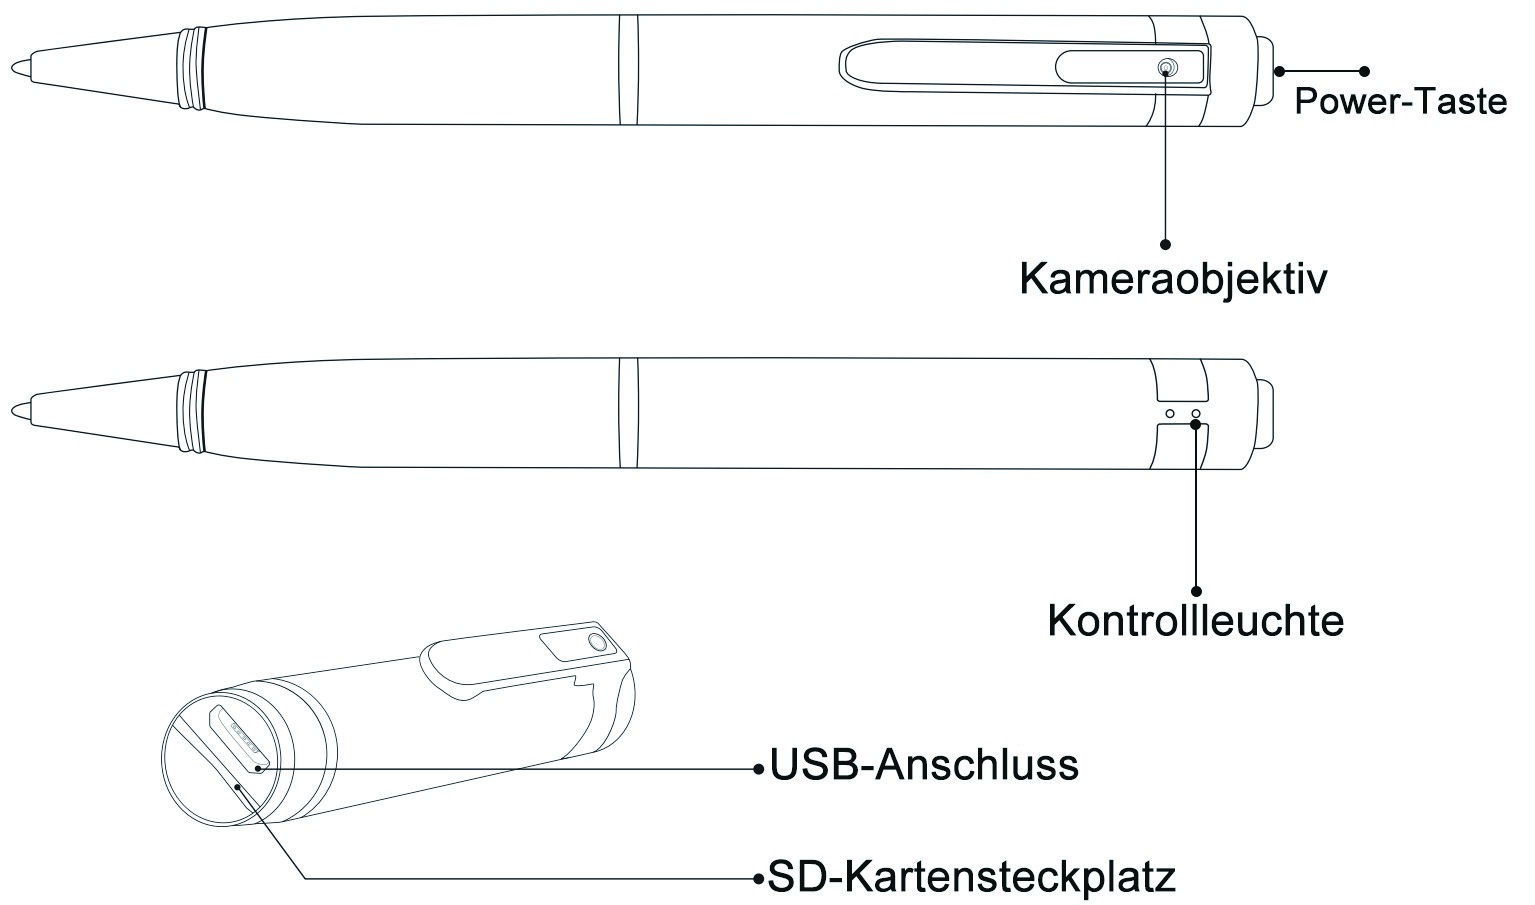 Power-Taste
Kameraobjektiv
Kontrollleuchte
USB-Anschluss
SD-Kartensteckplatz